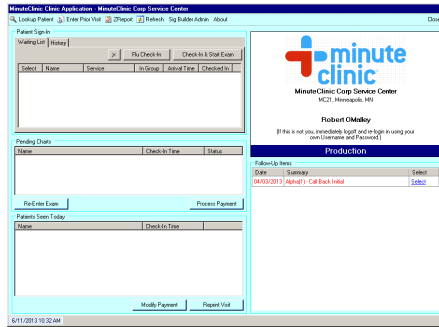 MinuteClinic Clinic Application - MinuteClinic Corp Service Center
Lookup Patient Enter Prior Visit ZReport Refresh Sig Builder Admin About Clos
Patient Sign-In
Waiting List History
Flu Check-In Check-In & Start Exam
Select Name Service In Group Arrival Time Checked In
minute
clinic
MinuteClinic Corp Service Center
MC21, Minneapolis, MN
Robert OMalley
(If this is not you, immediately logoff and re-login in using your
own Username and Password.)
Production
Pending Charts
Name Check-In Time Status
Re-Enter Exam Process Payment
Follow-Up Items
Date Summary Select
04/03/2013 Alpha(1)- Call Back Initial Select
Patients Seen Today
Name Check-In Time
Modify Payment Reprint Visit
6/11/2013 10:32 AM